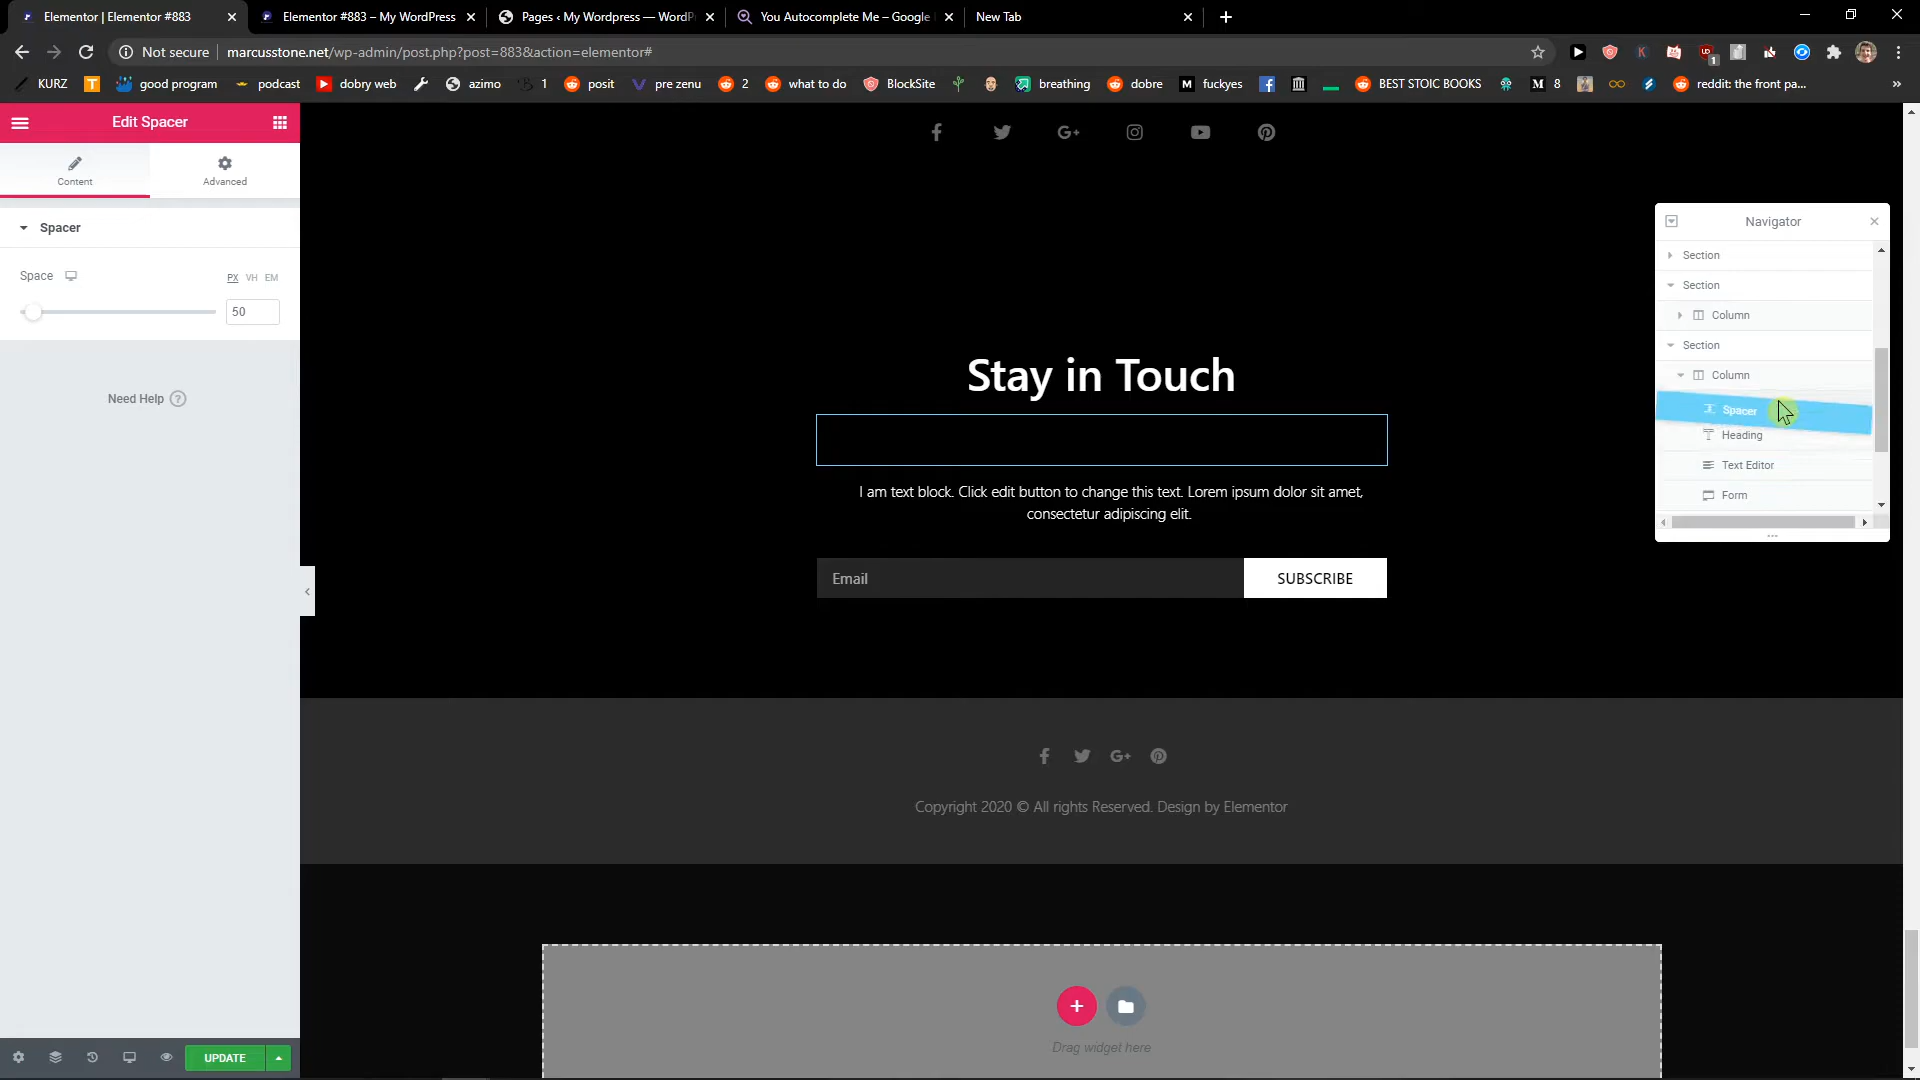 Elementor | Elementor #883
Elementor #883 – My WordPress
Pages ‹ My Wordpress — WordP
You Autocomplete Me – Google
New Tab
Not secure
marcusstone.net/wp-admin/post.php?post=883&action=elementor#
KURZ
good program
podcast
dobry web
azimo
1
posit
pre zenu
2
what to do
BlockSite
breathing
dobre
fuckyes
BEST STOIC BOOKS
8
reddit: the front pa...
Edit Spacer
Content
Advanced
Spacer
Space
PX
VH
EM
50
Need Help
UPDATE
Stay in Touch
I am text block. Click edit button to change this text. Lorem ipsum dolor sit amet,
consectetur adipiscing elit.
Email
SUBSCRIBE
Copyright 2020 © All rights Reserved. Design by Elementor
Drag widget here
Navigator
Section
Section
Column
Section
Column
Spacer
Heading
Text Editor
Form